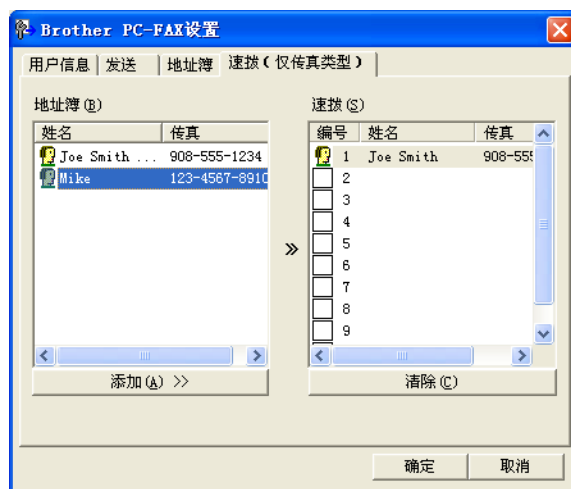 Brother PC-FAX设置
用户信息 发送 地址簿 速拨(仅传真类型)
地址簿(B)
姓名 传真
Joe Smith ... 908-555-1234
Mike 123-4567-8910
添加(A) >>
»
速拨(S)
编号 姓名 传真
1 Joe Smith 908-555
2
3
4
5
6
7
8
9
清除(C)
确定 取消